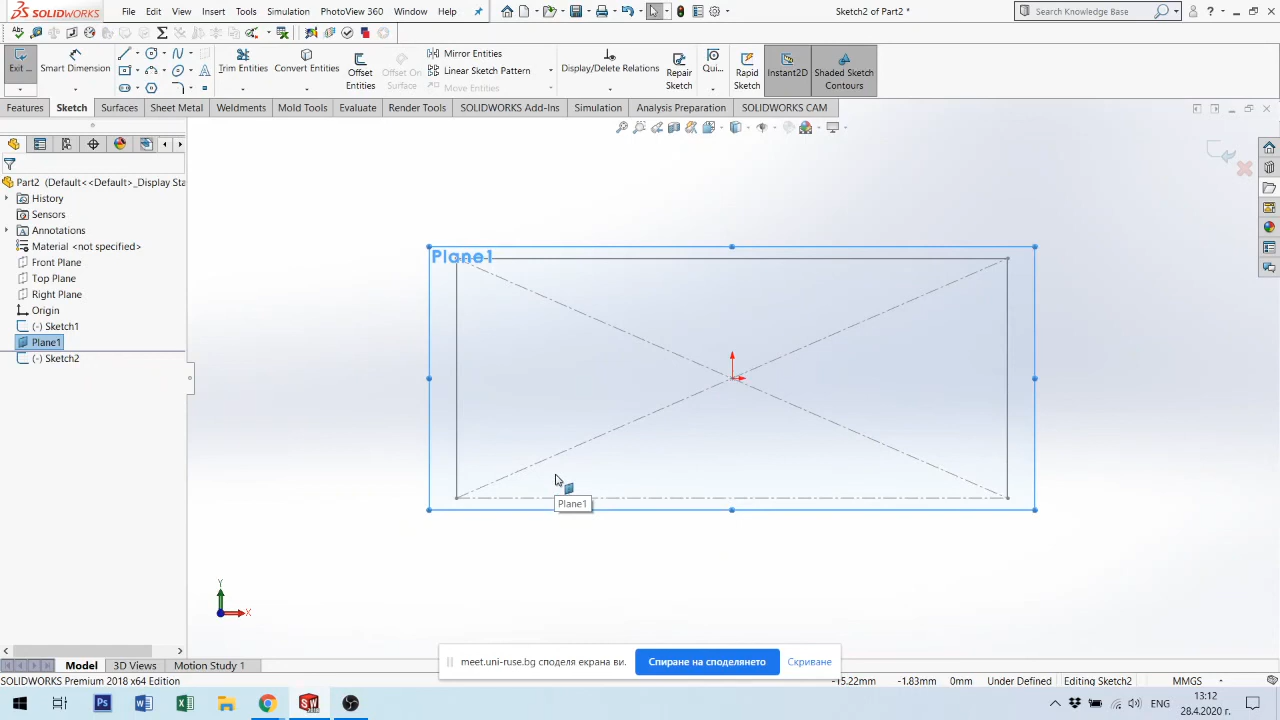 SOLIDWORKS
File Edit View Insert Tools Simulation PhotoView 360 Window Help
Sketch2 of Part2 *
Search Knowledge Base
Exit ...
Smart Dimension
Trim Entities
Convert Entities
Offset Entities
Offset On Surface
Mirror Entities
Linear Sketch Pattern
Move Entities
Display/Delete Relations
Repair Sketch
Qui...
Rapid Sketch
Instant2D
Shaded Sketch Contours
Features Sketch Surfaces Sheet Metal Weldments Mold Tools Evaluate Render Tools SOLIDWORKS Add-Ins Simulation Analysis Preparation SOLIDWORKS CAM
Part2 (Default<<Default>_Display Sta
History
Sensors
Annotations
Material <not specified>
Front Plane
Top Plane
Right Plane
Origin
(-) Sketch1
Plane1
(-) Sketch2
Plane1
Plane1
Y
X
meet.uni-ruse.bg споделя екрана ви.
Спиране на споделянето
Скриване
Model 3D Views Motion Study 1
SOLIDWORKS Premium 2018 x64 Edition
-15.22mm -1.83mm 0mm Under Defined Editing Sketch2 MMGS
ENG
13:12
28.4.2020 г.